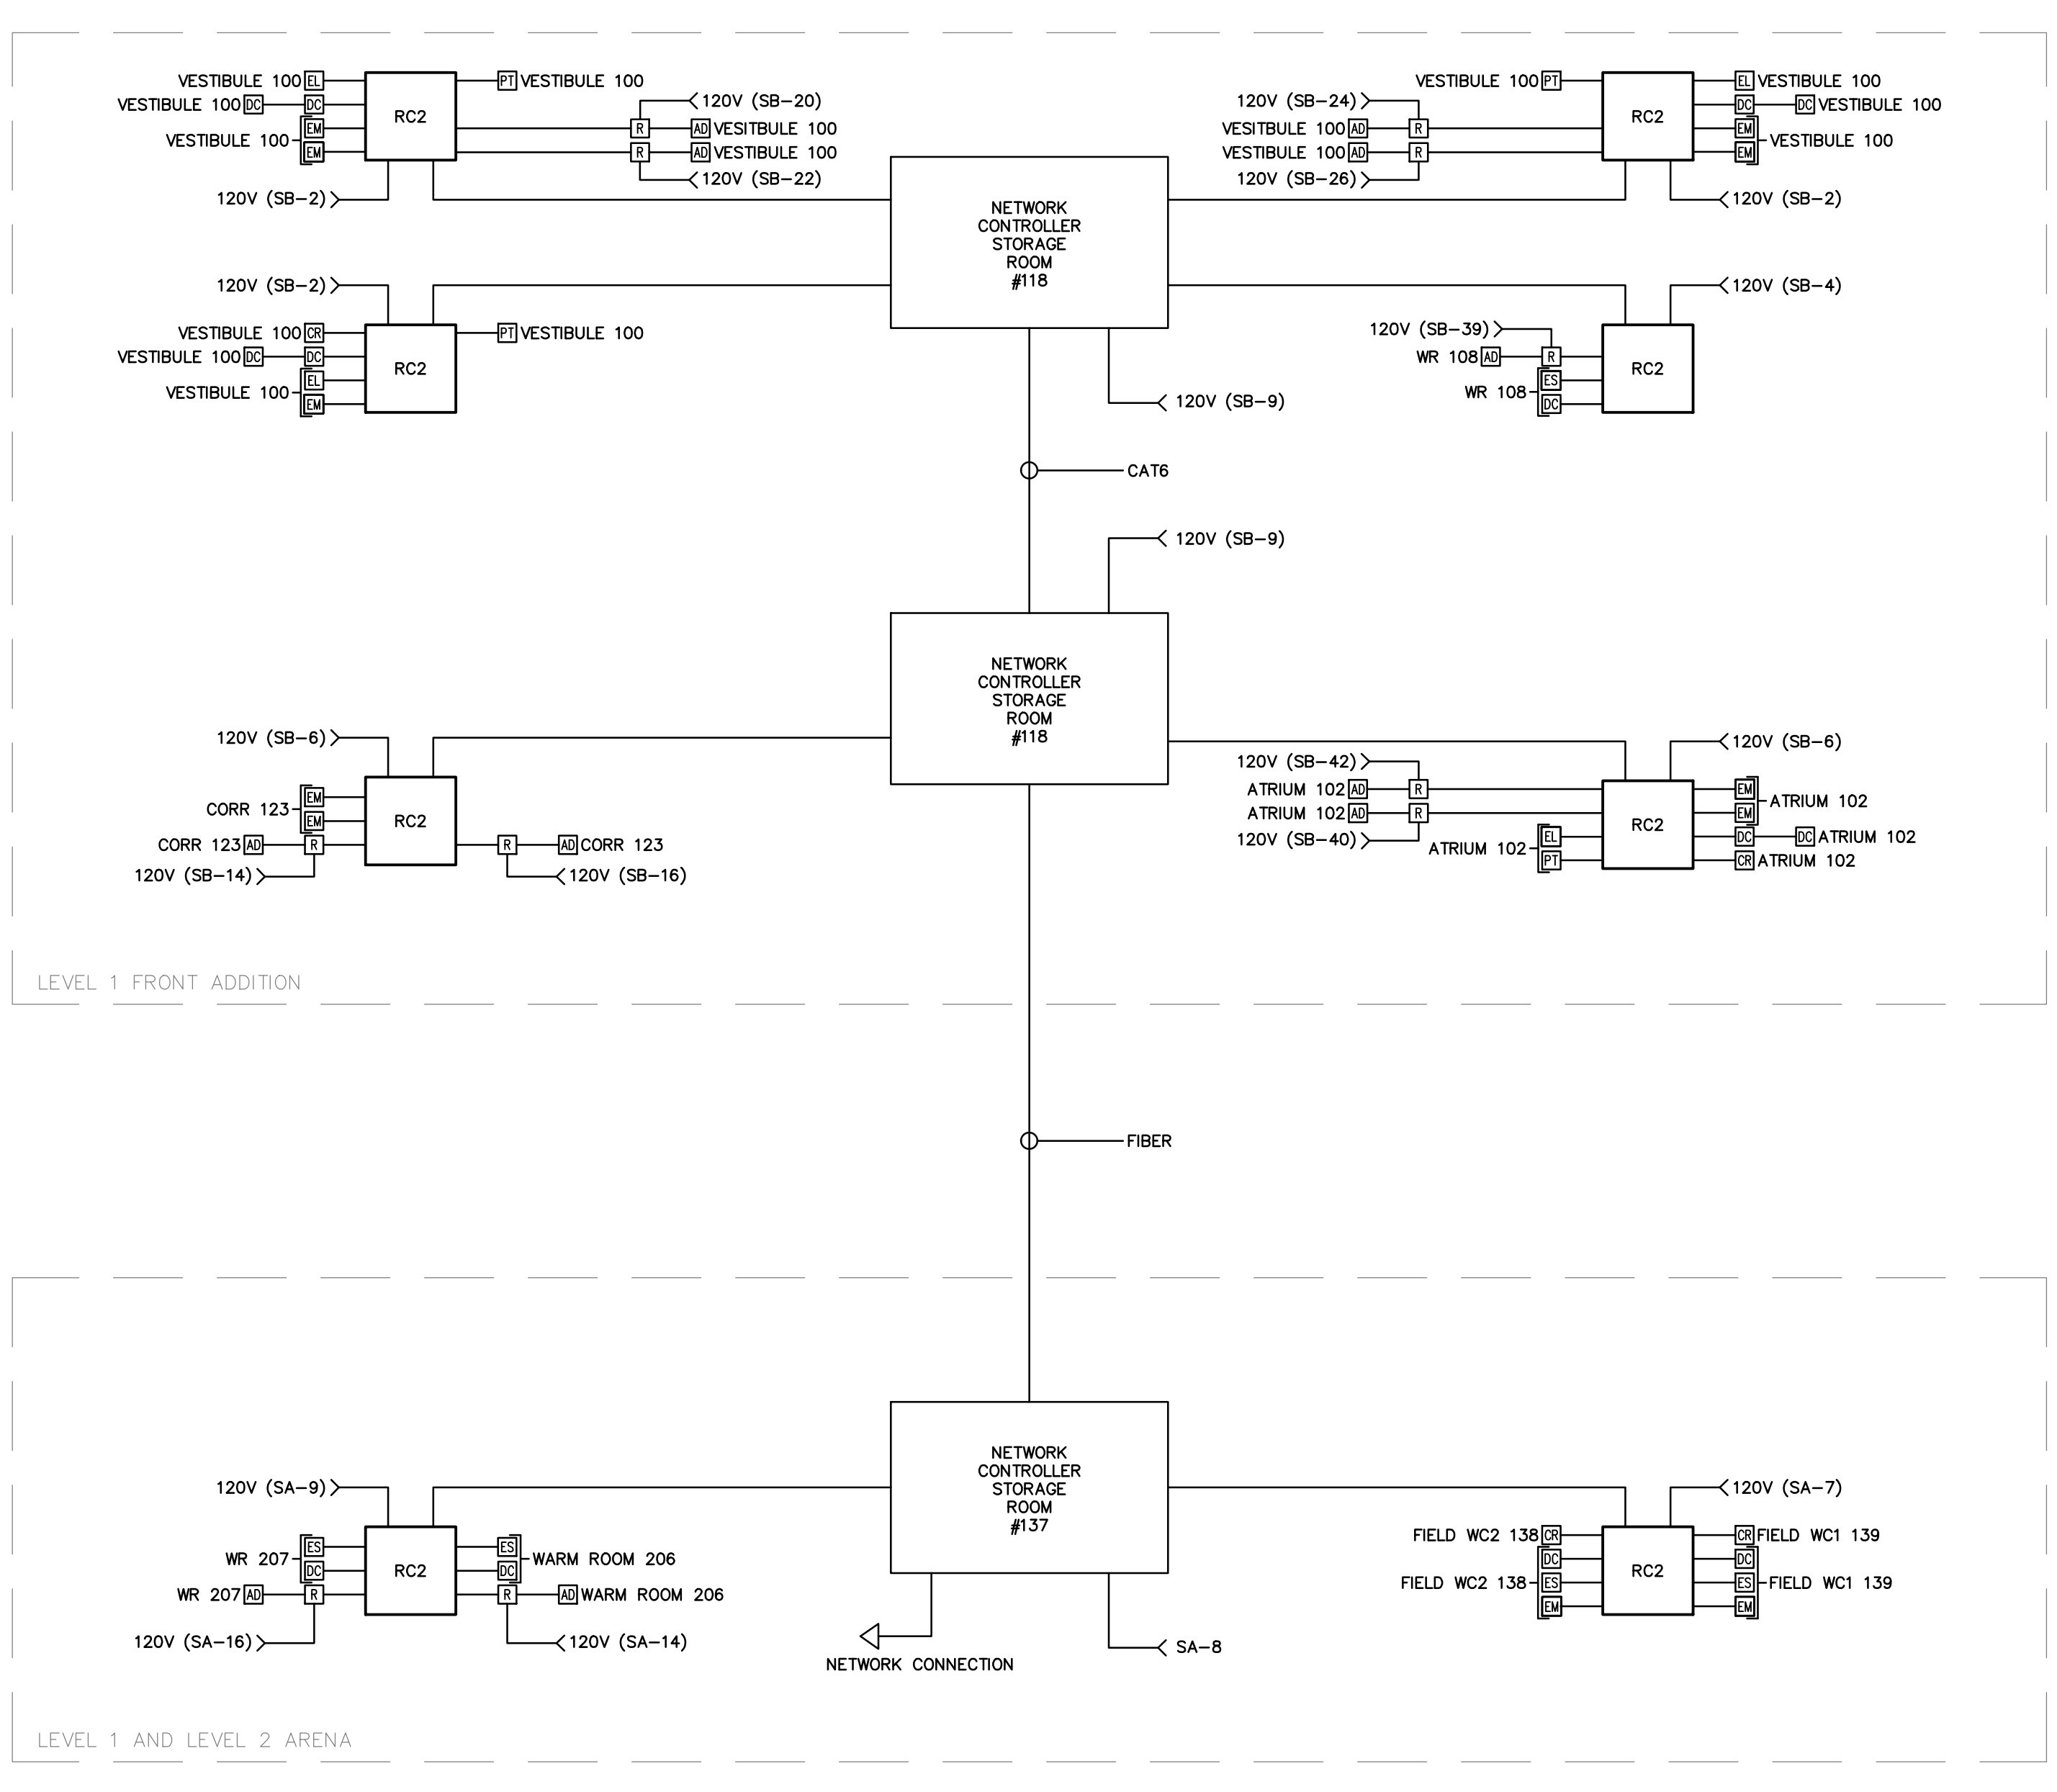 VESTIBULE 100 EL
VESTIBULE 100 DC DC
EM
VESTIBULE 100
EM
120V (SB-2)
RC2
PT VESTIBULE 100
120V (SB-20)
R AD VESITBULE 100
R AD VESTIBULE 100
120V (SB-22)
VESTIBULE 100 PT
120V (SB-24)
VESITBULE 100 AD R
VESTIBULE 100 AD R
120V (SB-26)
RC2
EL VESTIBULE 100
DC DC VESTIBULE 100
EM
VESTIBULE 100
EM
120V (SB-2)
NETWORK
CONTROLLER
STORAGE
ROOM
#118
120V (SB-2)
VESTIBULE 100 CR
VESTIBULE 100 DC DC
EL
VESTIBULE 100
EM
RC2
PT VESTIBULE 100
120V (SB-4)
120V (SB-39)
WR 108 AD R
ES
WR 108
DC
RC2
120V (SB-9)
CAT6
120V (SB-9)
NETWORK
CONTROLLER
STORAGE
ROOM
#118
120V (SB-6)
EM
CORR 123
EM
CORR 123 AD R
120V (SB-14)
RC2
R AD CORR 123
120V (SB-16)
120V (SB-6)
120V (SB-42)
ATRIUM 102 AD R
ATRIUM 102 AD R
120V (SB-40)
EL
ATRIUM 102
PT
RC2
EM
ATRIUM 102
EM
DC DC ATRIUM 102
CR ATRIUM 102
LEVEL 1 FRONT ADDITION
FIBER
NETWORK
CONTROLLER
STORAGE
ROOM
#137
120V (SA-9)
ES
WR 207
DC
WR 207 AD R
120V (SA-16)
RC2
ES
WARM ROOM 206
DC
R AD WARM ROOM 206
120V (SA-14)
120V (SA-7)
FIELD WC2 138 CR
DC
FIELD WC2 138 ES
EM
RC2
CR FIELD WC1 139
DC
ES FIELD WC1 139
EM
SA-8
NETWORK CONNECTION
LEVEL 1 AND LEVEL 2 ARENA